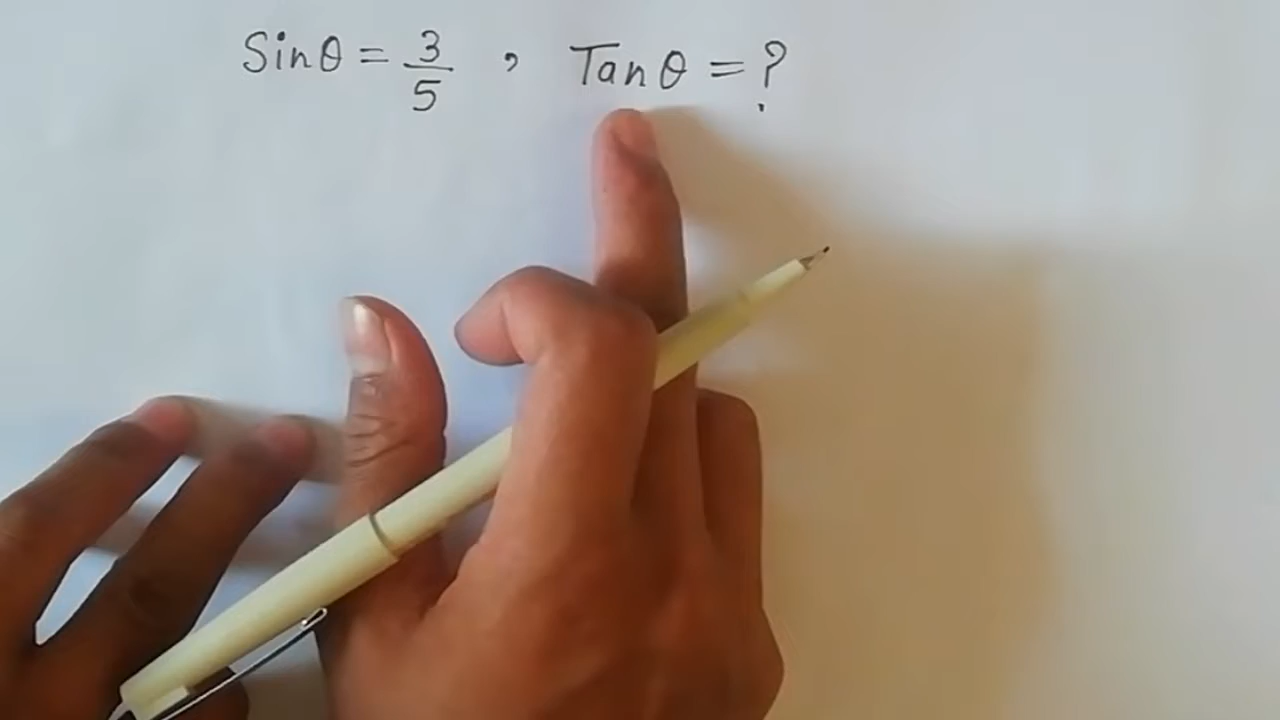 Sinθ = 3/5 , Tanθ = ?